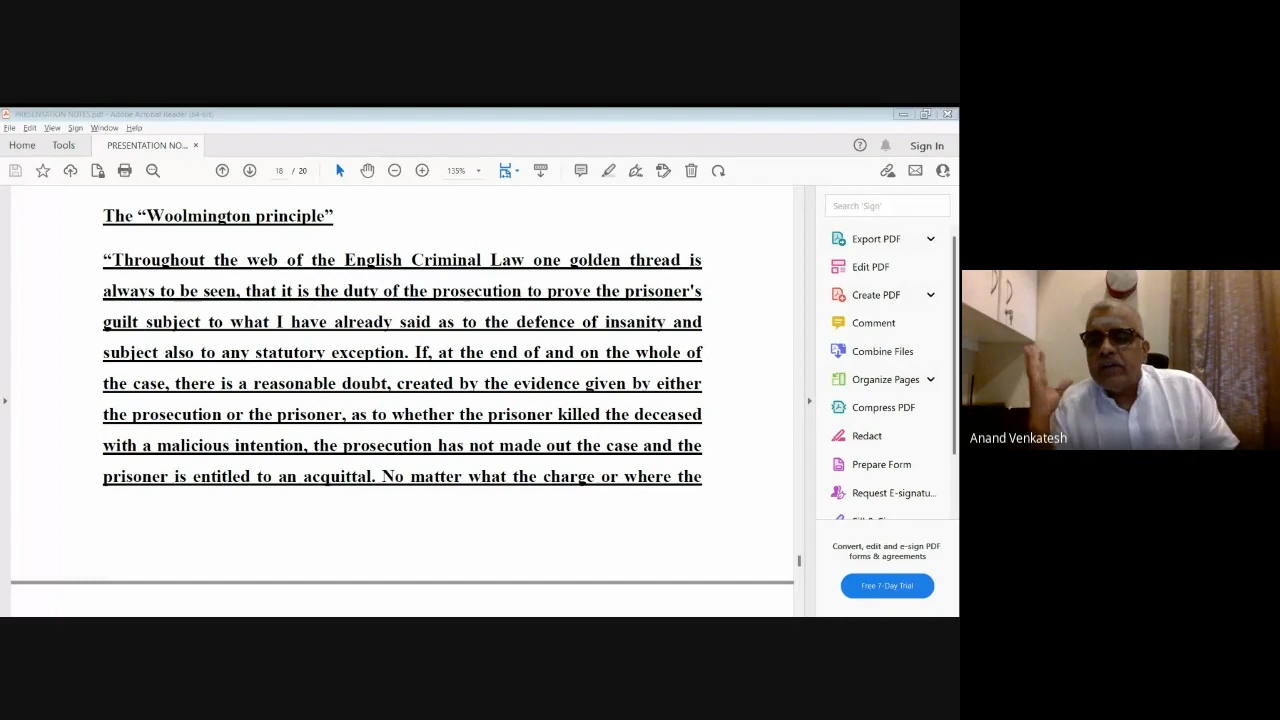 PRESENTATION NOTES.pdf - Adobe Acrobat Reader (64-bit)
File Edit View Sign Window Help
Home Tools PRESENTATION NO... × Sign In
18 / 20 135%
The “Woolmington principle”
“Throughout the web of the English Criminal Law one golden thread is
always to be seen, that it is the duty of the prosecution to prove the prisoner's
guilt subject to what I have already said as to the defence of insanity and
subject also to any statutory exception. If, at the end of and on the whole of
the case, there is a reasonable doubt, created by the evidence given by either
the prosecution or the prisoner, as to whether the prisoner killed the deceased
with a malicious intention, the prosecution has not made out the case and the
prisoner is entitled to an acquittal. No matter what the charge or where the
Search 'Sign'
Export PDF
Edit PDF
Create PDF
Comment
Combine Files
Organize Pages
Compress PDF
Redact
Prepare Form
Request E-signatu...
Convert, edit and e-sign PDF
forms & agreements
Free 7-Day Trial
Anand Venkatesh